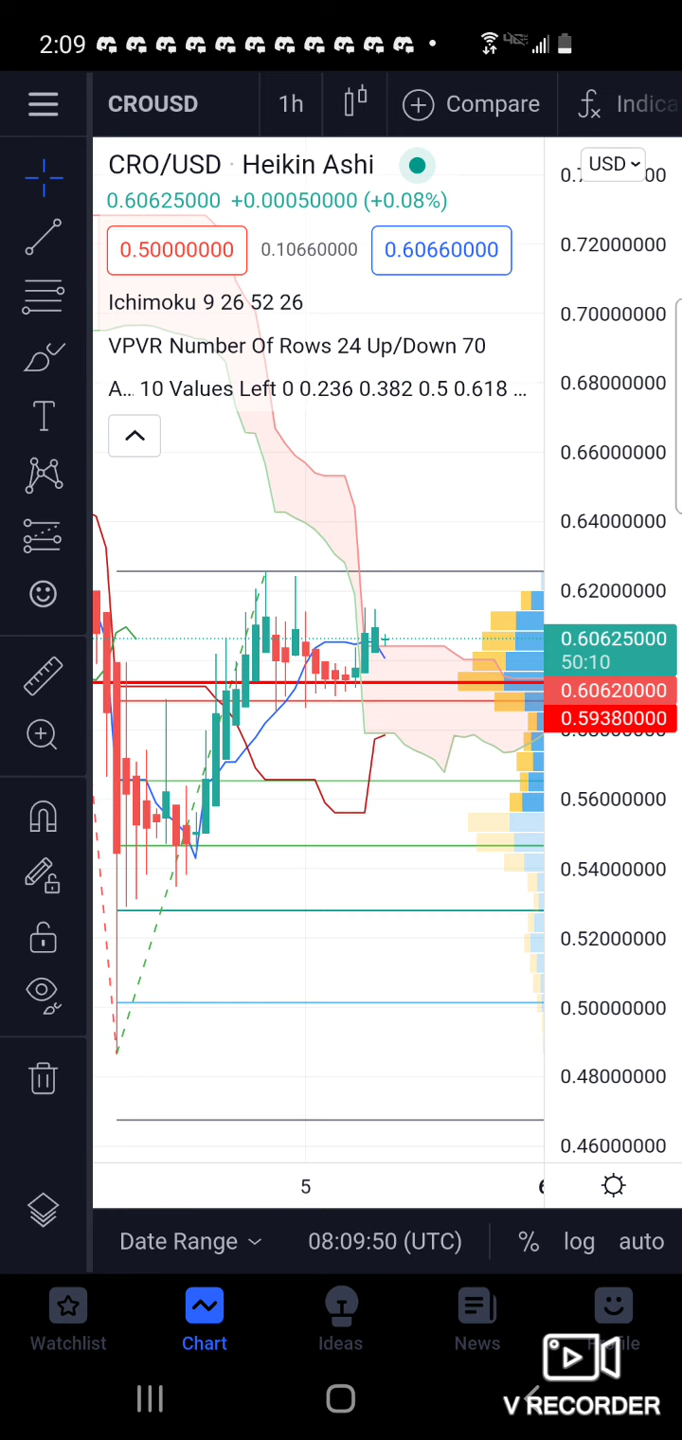 2:09
CROUSD 1h Compare Indica
CRO/USD · Heikin Ashi
USD
0.60625000 +0.00050000 (+0.08%)
0.50000000 0.10660000 0.60660000
Ichimoku 9 26 52 26
VPVR Number Of Rows 24 Up/Down 70
A... 10 Values Left 0 0.236 0.382 0.5 0.618 ...
0.72000000
0.70000000
0.68000000
0.66000000
0.64000000
0.62000000
0.60625000
50:10
0.60620000
0.59380000
0.56000000
0.54000000
0.52000000
0.50000000
0.48000000
0.46000000
5
Date Range 08:09:50 (UTC) % log auto
Watchlist Chart Ideas News
V RECORDER